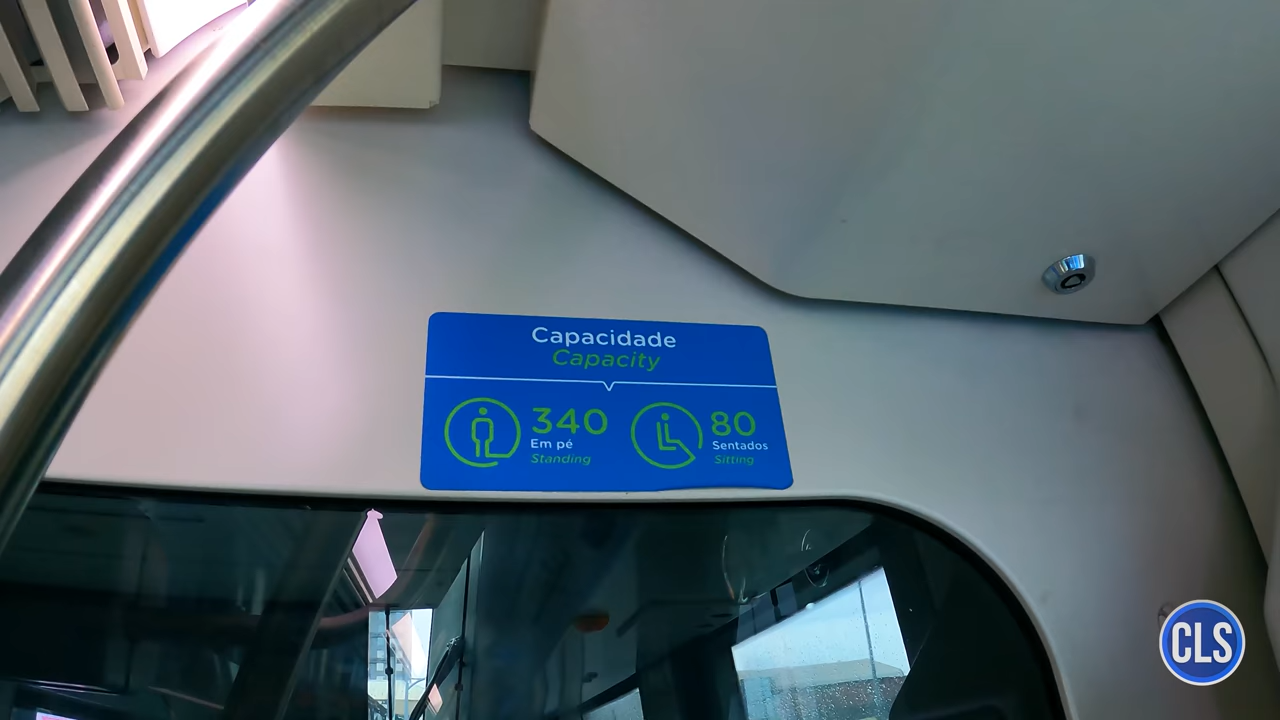 Capacidade
Capacity
340
Em pé
Standing
80
Sentados
Sitting
CLS